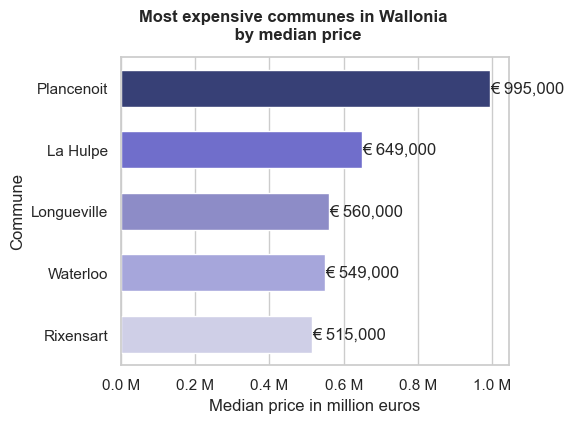 Most expensive communes in Wallonia
by median price
Commune
Plancenoit
€ 995,000
La Hulpe
€ 649,000
Longueville
€ 560,000
Waterloo
€ 549,000
Rixensart
€ 515,000
0.0 M 0.2 M 0.4 M 0.6 M 0.8 M 1.0 M
Median price in million euros